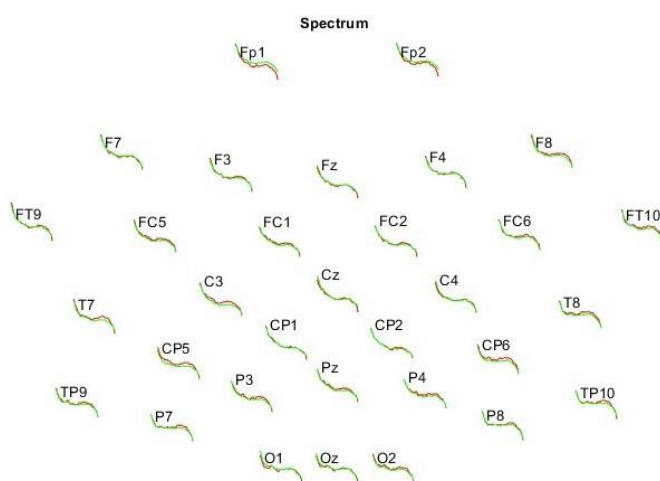 Spectrum
Fp1 Fp2
F7 F3 Fz F4 F8
FT9 FC5 FC1 FC2 FC6 FT10
T7 C3 Cz C4 T8
CP5 CP1 CP2 CP6
TP9 P3 Pz P4 TP10
P7 P8
O1 Oz O2